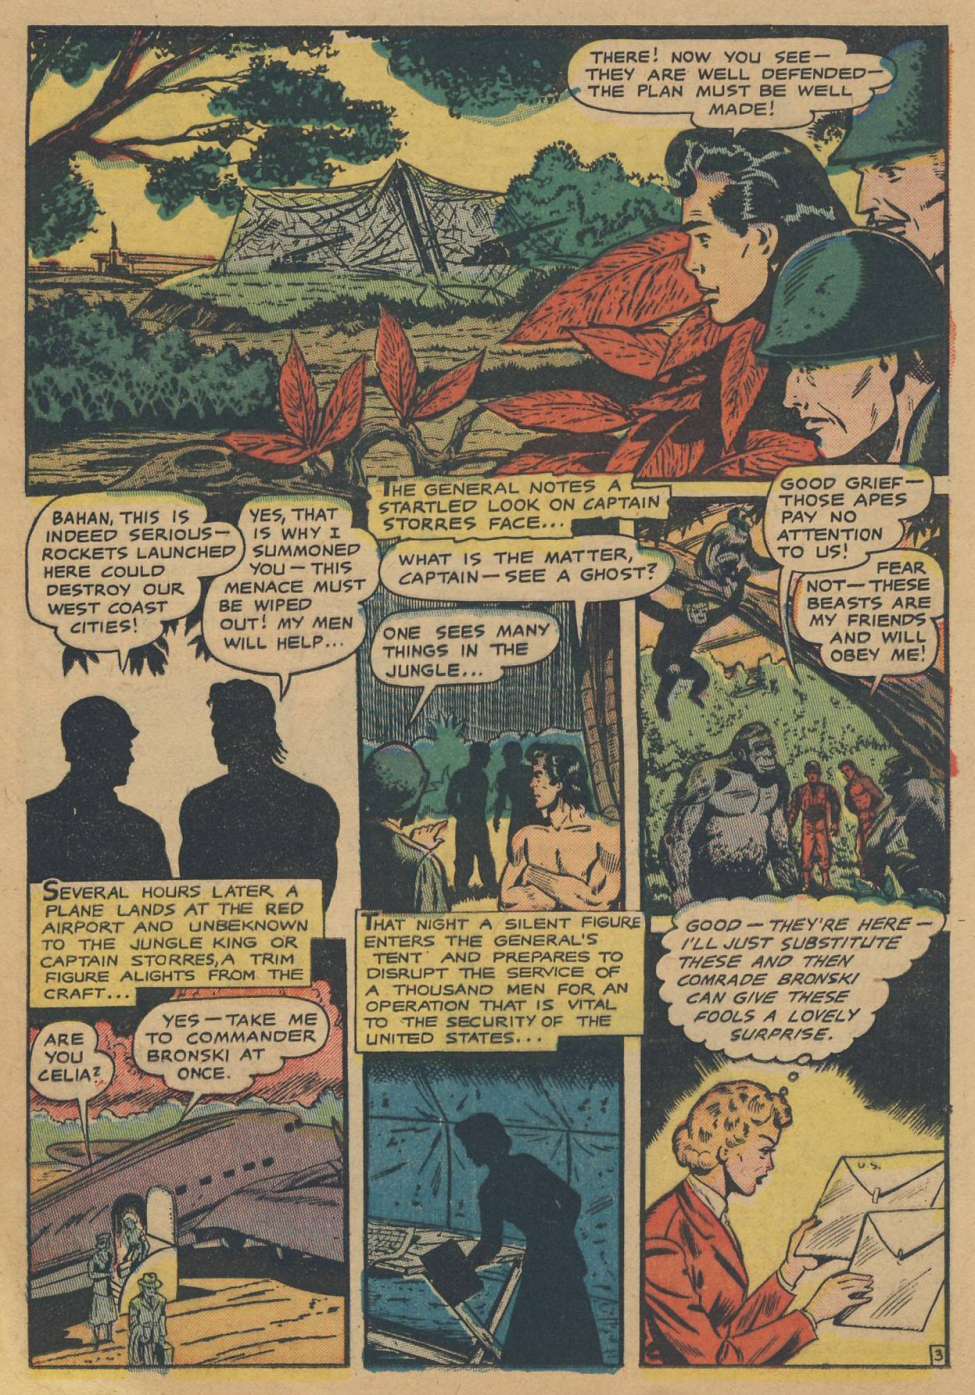 THERE! NOW YOU SEE—
THEY ARE WELL DEFENDED—
THE PLAN MUST BE WELL
MADE!
BAHAN, THIS IS
INDEED SERIOUS—
ROCKETS LAUNCHED
HERE COULD
DESTROY OUR
WEST COAST
CITIES!
YES, THAT
IS WHY I
SUMMONED
YOU—THIS
MENACE MUST
BE WIPED
OUT! MY MEN
WILL HELP...
THE GENERAL NOTES A
STARTLED LOOK ON CAPTAIN
STORRES FACE...
WHAT IS THE MATTER,
CAPTAIN—SEE A GHOST?
ONE SEES MANY
THINGS IN THE
JUNGLE...
GOOD GRIEF—
THOSE APES
PAY NO
ATTENTION
TO US!
FEAR
NOT—THESE
BEASTS ARE
MY FRIENDS
AND WILL
OBEY ME!
SEVERAL HOURS LATER A
PLANE LANDS AT THE RED
AIRPORT AND UNBEKNOWN
TO THE JUNGLE KING OR
CAPTAIN STORRES, A TRIM
FIGURE ALIGHTS FROM THE
CRAFT...
ARE
YOU
CELIA?
YES—TAKE ME
TO COMMANDER
BRONSKI AT
ONCE.
THAT NIGHT A SILENT FIGURE
ENTERS THE GENERAL'S
TENT AND PREPARES TO
DISRUPT THE SERVICE OF
A THOUSAND MEN FOR AN
OPERATION THAT IS VITAL
TO THE SECURITY OF THE
UNITED STATES...
GOOD—THEY'RE HERE—
I'LL JUST SUBSTITUTE
THESE AND THEN
COMRADE BRONSKI
CAN GIVE THESE
FOOLS A LOVELY
SURPRISE.
U.S.
3